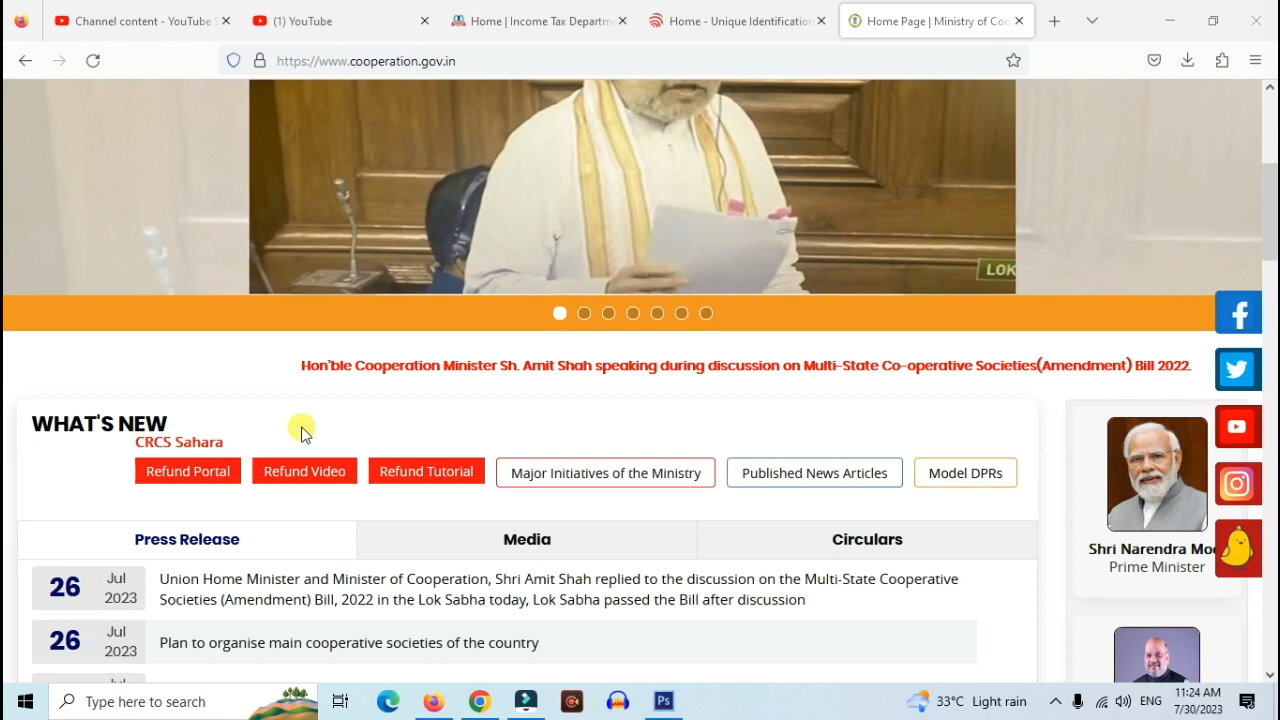 Channel content - YouTube S
(1) YouTube
Home | Income Tax Departm
Home - Unique Identification
Home Page | Ministry of Coo
https://www.cooperation.gov.in
LOK
Hon'ble Cooperation Minister Sh. Amit Shah speaking during discussion on Multi-State Co-operative Societies(Amendment) Bill 2022.
WHAT'S NEW
CRCS Sahara
Refund Portal
Refund Video
Refund Tutorial
Major Initiatives of the Ministry
Published News Articles
Model DPRs
Press Release
Media
Circulars
26 Jul 2023
Union Home Minister and Minister of Cooperation, Shri Amit Shah replied to the discussion on the Multi-State Cooperative
Societies (Amendment) Bill, 2022 in the Lok Sabha today, Lok Sabha passed the Bill after discussion
26 Jul 2023
Plan to organise main cooperative societies of the country
Shri Narendra Mo
Prime Minister
Type here to search
Ps
33°C Light rain
ENG
11:24 AM
7/30/2023